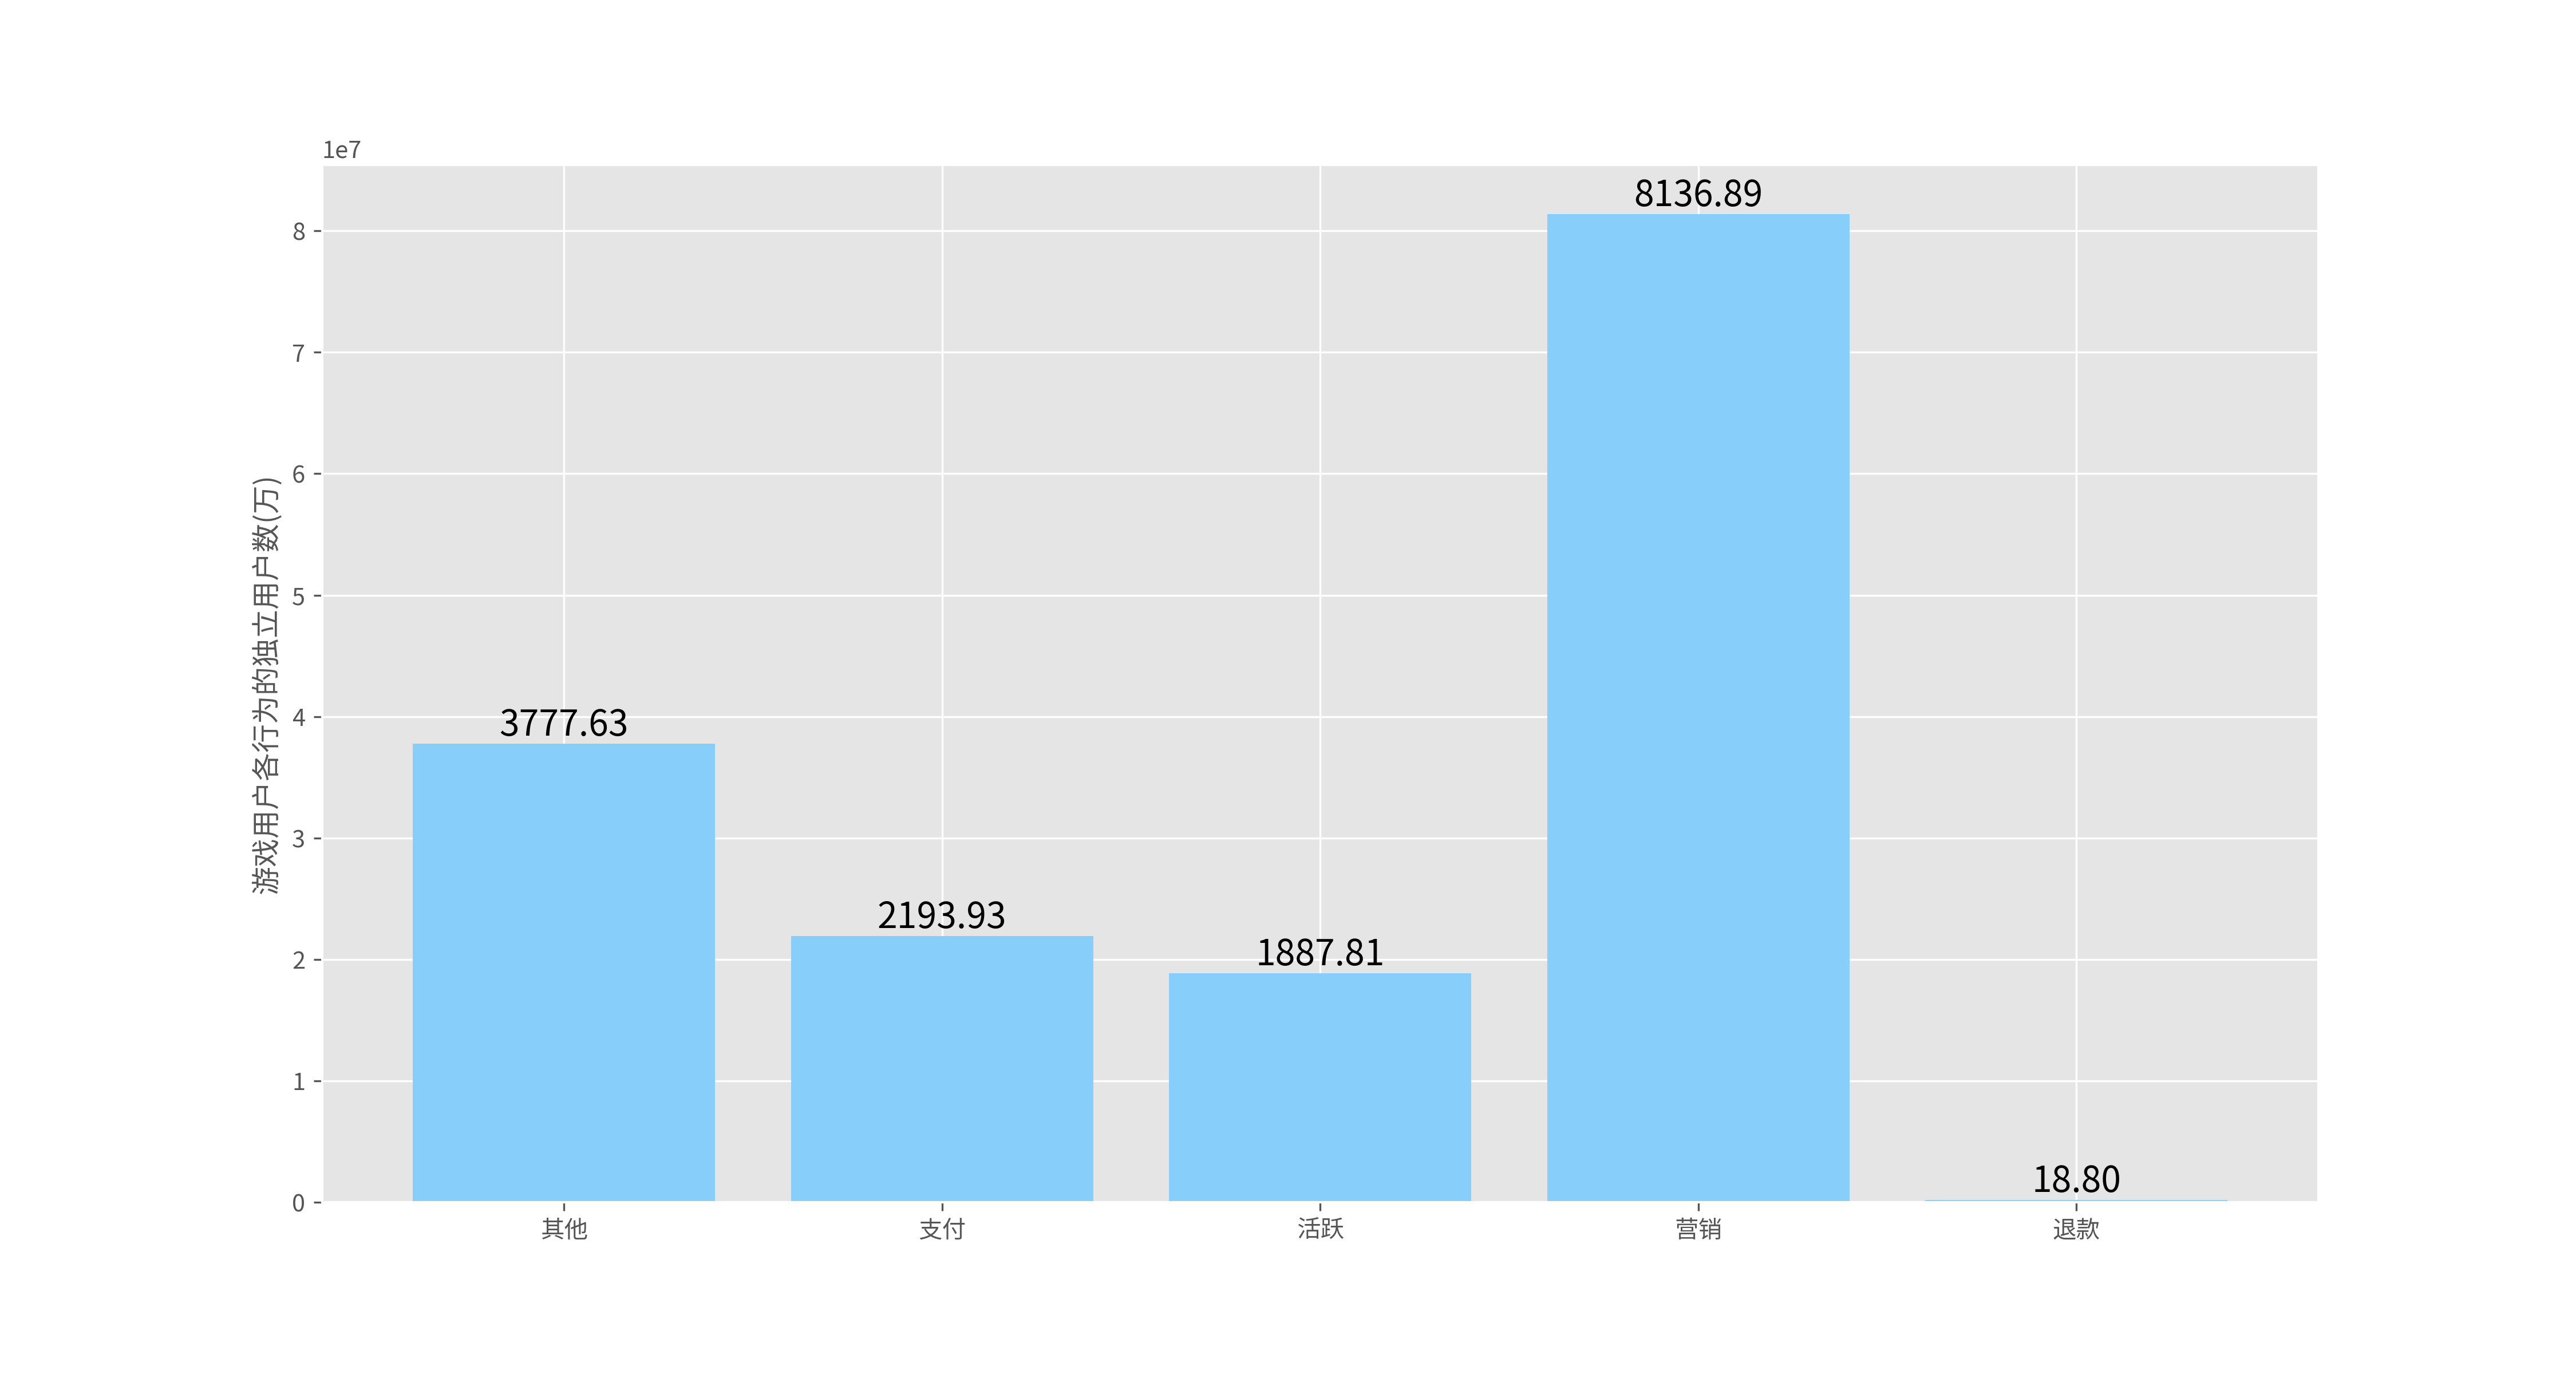 1e7
8
7
6
5
4
3
2
1
0
游戏用户各行为的独立用户数(万)
3777.63
2193.93
1887.81
8136.89
18.80
其他
支付
活跃
营销
退款